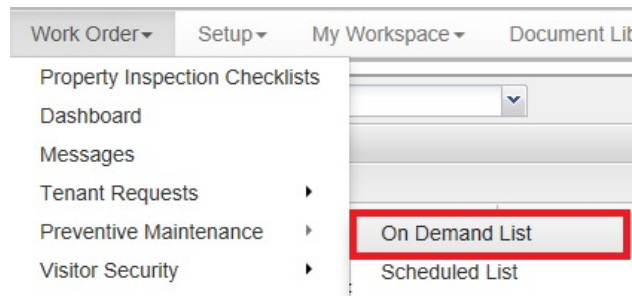 Work Order Setup My Workspace Document Lib
Property Inspection Checklists
Dashboard
Messages
Tenant Requests
Preventive Maintenance On Demand List
Visitor Security Scheduled List